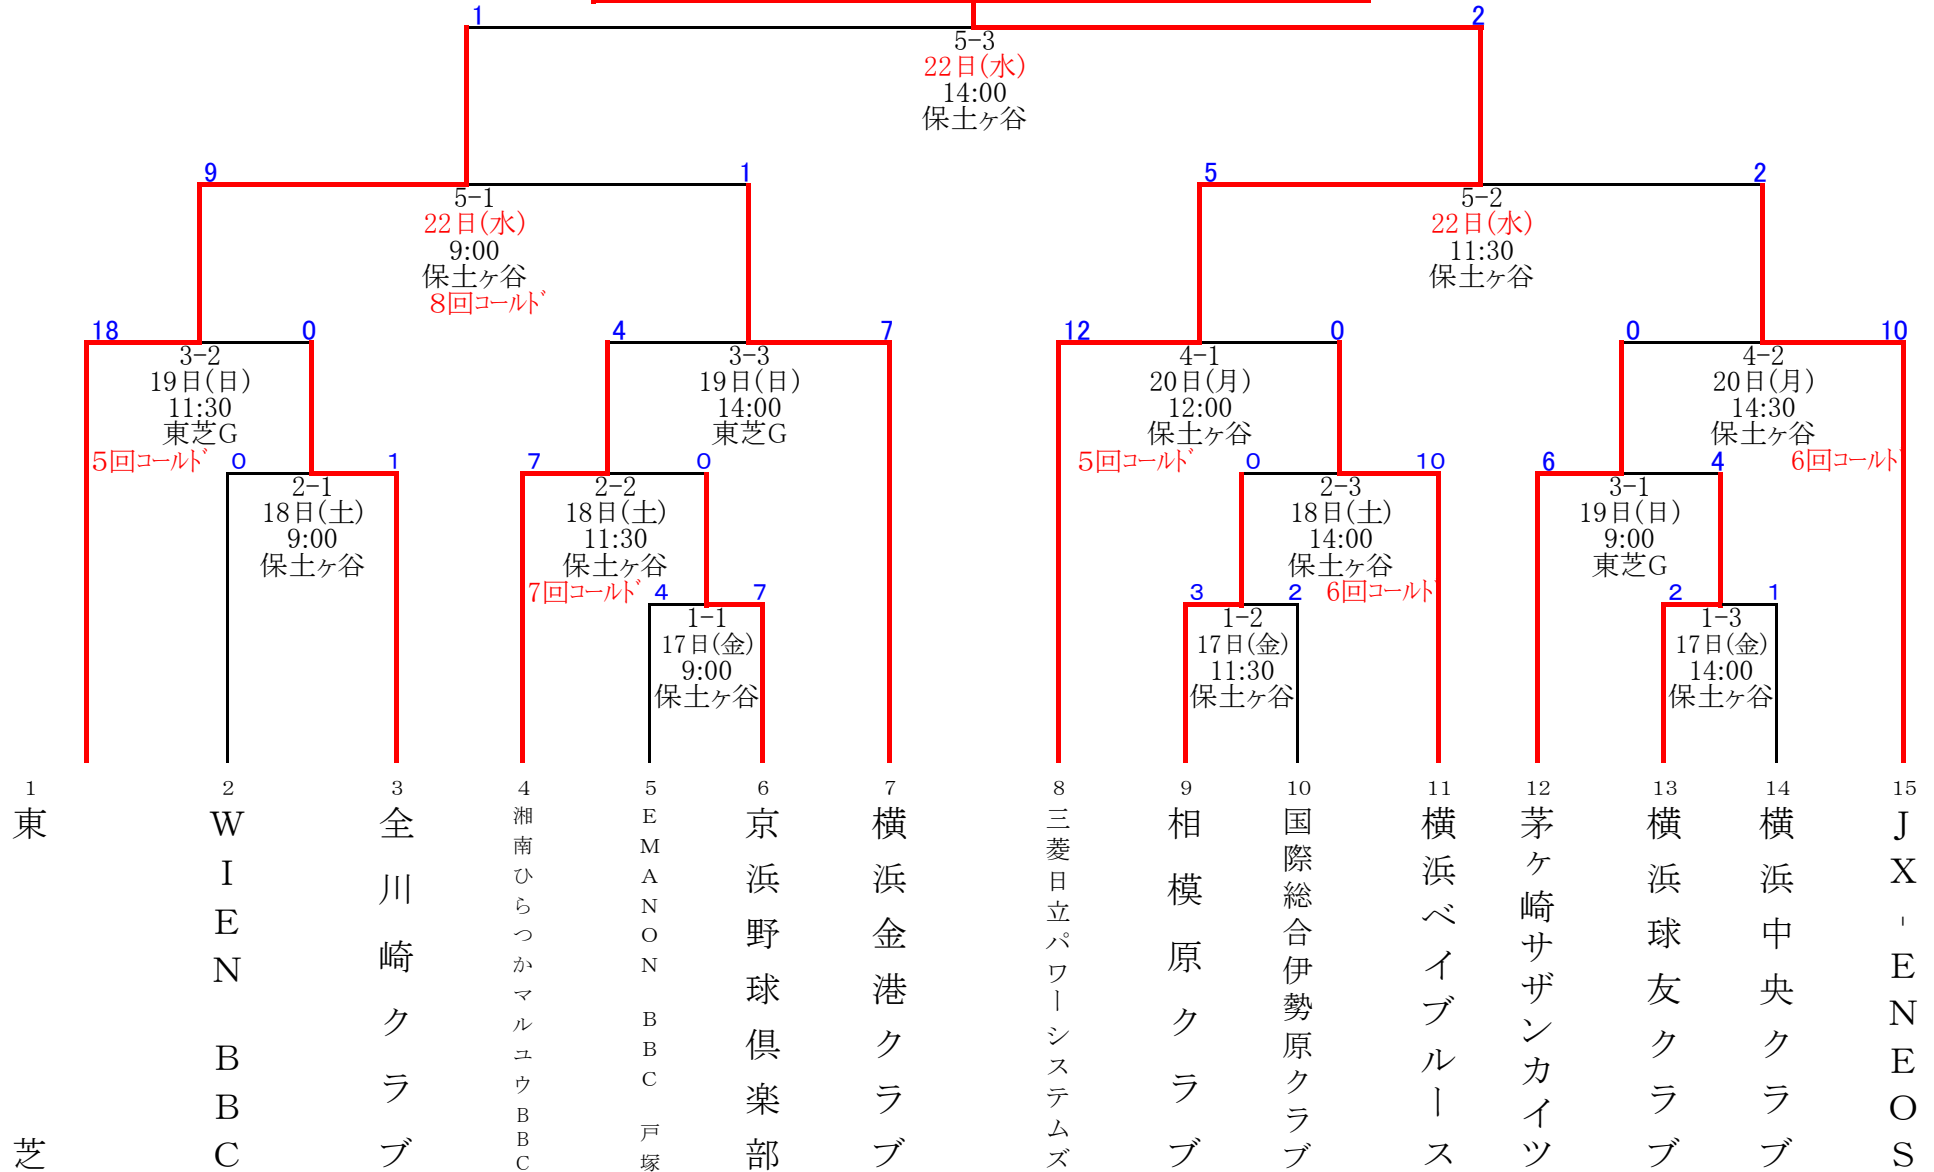 1
2
5-3
22日(水)
14:00
保土ヶ谷
9
1
5-1
22日(水)
9:00
保土ヶ谷
8回コールド
5
2
5-2
22日(水)
11:30
保土ヶ谷
18
0
3-2
19日(日)
11:30
東芝G
5回コールド
4
7
3-3
19日(日)
14:00
東芝G
12
0
4-1
20日(月)
12:00
保土ヶ谷
5回コールド
0
10
4-2
20日(月)
14:30
保土ヶ谷
6回コールド
0
1
2-1
18日(土)
9:00
保土ヶ谷
7
0
2-2
18日(土)
11:30
保土ヶ谷
7回コールド
0
10
2-3
18日(土)
14:00
保土ヶ谷
6回コールド
6
4
3-1
19日(日)
9:00
東芝G
4
7
1-1
17日(金)
9:00
保土ヶ谷
3
2
1-2
17日(金)
11:30
保土ヶ谷
2
1
1-3
17日(金)
14:00
保土ヶ谷
1
東芝
2
WIEN BBC
3
全川崎クラブ
4
湘南ひらつかマルユウBBC
5
EMANON BBC 戸塚
6
京浜野球倶楽部
7
横浜金港クラブ
8
三菱日立パワーシステムズ
9
相模原クラブ
10
国際総合伊勢原クラブ
11
横浜ベイブルース
12
茅ヶ崎サザンカイツ
13
横浜球友クラブ
14
横浜中央クラブ
15
JX-ENEOS